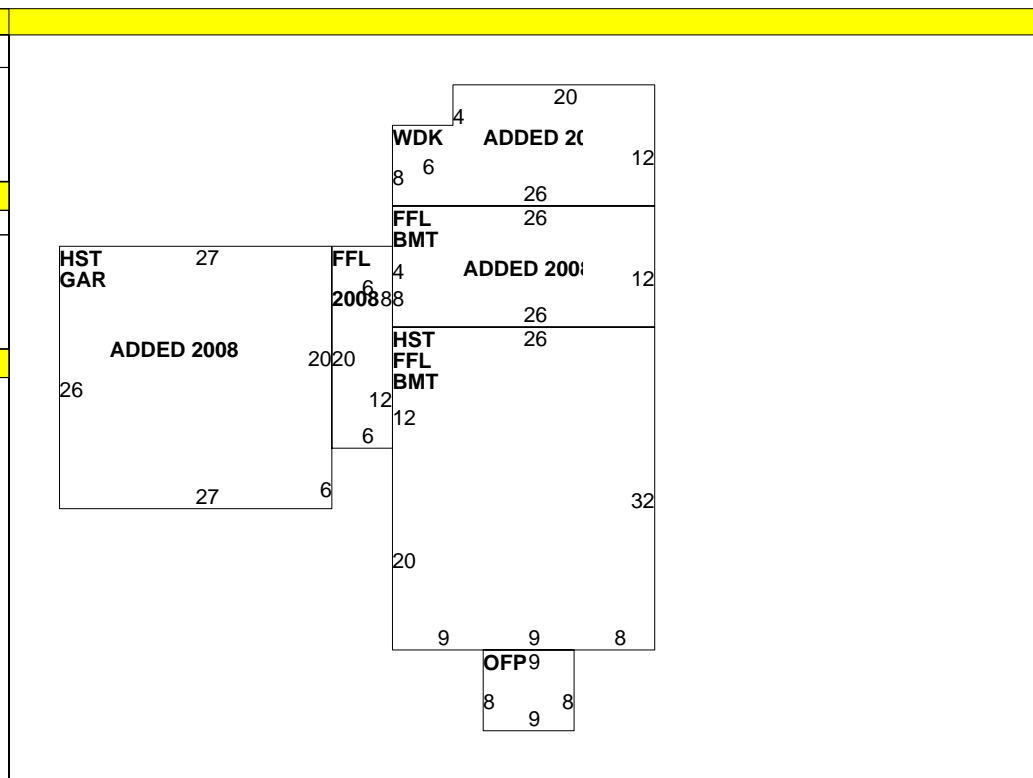 20
4
WDK ADDED 20
12
6
8
26
FFL 26
BMT
HST 27 FFL
GAR 4 ADDED 2008 12
6
2008 8 8
26
HST 26
ADDED 2008 FFL
20 20
BMT
26
12
12
6
27 6 32
20
9 9 8
OFP 9
8 8
9